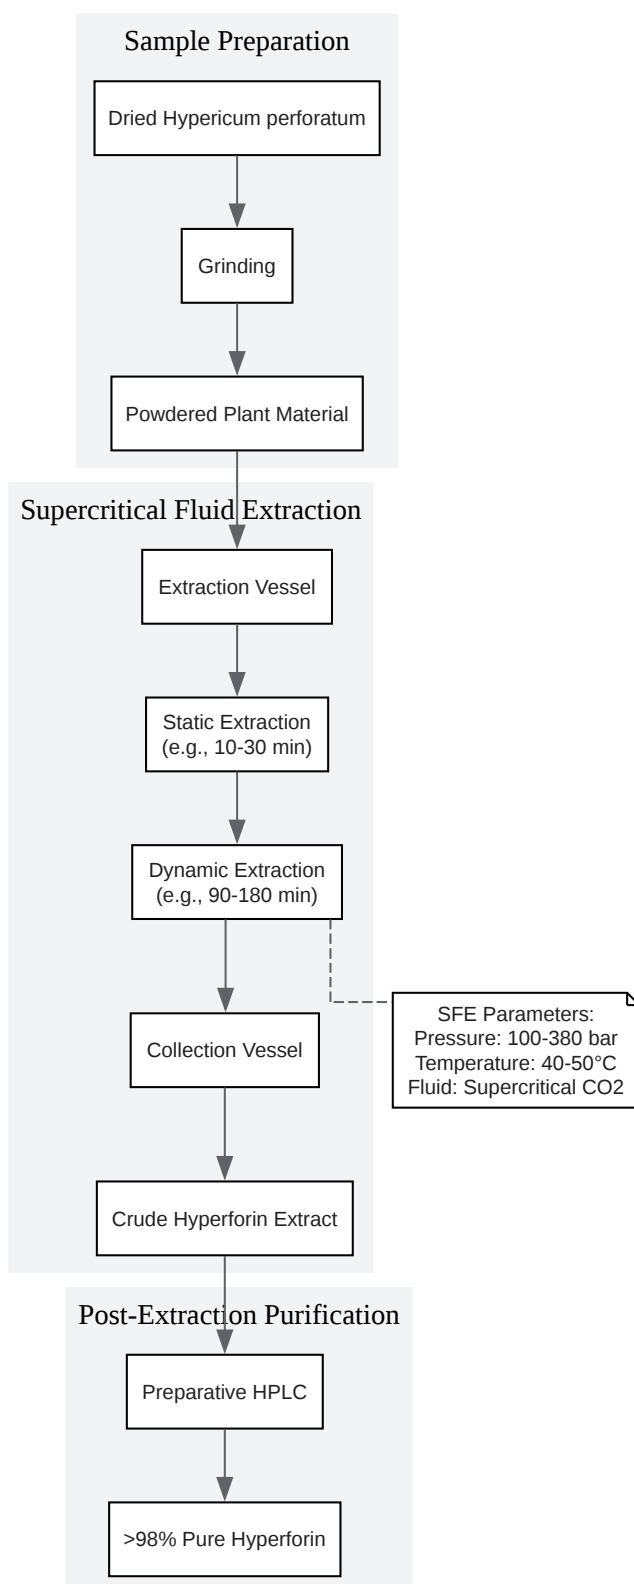 Sample Preparation
Dried Hypericum perforatum
Grinding
Powdered Plant Material
Supercritical Fluid Extraction
Extraction Vessel
Static Extraction
(e.g., 10-30 min)
Dynamic Extraction
(e.g., 90-180 min)
SFE Parameters:
Pressure: 100-380 bar
Temperature: 40-50°C
Fluid: Supercritical CO2
Collection Vessel
Crude Hyperforin Extract
Post-Extraction Purification
Preparative HPLC
>98% Pure Hyperforin